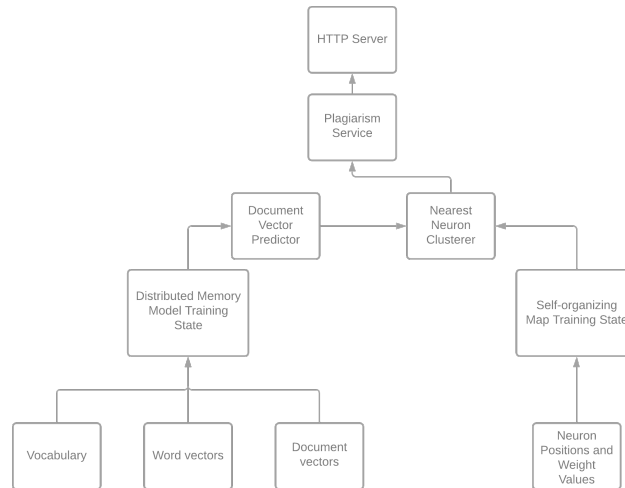 HTTP Server
Plagiarism
Service
Document
Vector
Predictor
Nearest
Neuron
Clusterer
Distributed Memory
Model Training
State
Self-organizing
Map Training State
Vocabulary
Word vectors
Document
vectors
Neuron
Positions and
Weight
Values